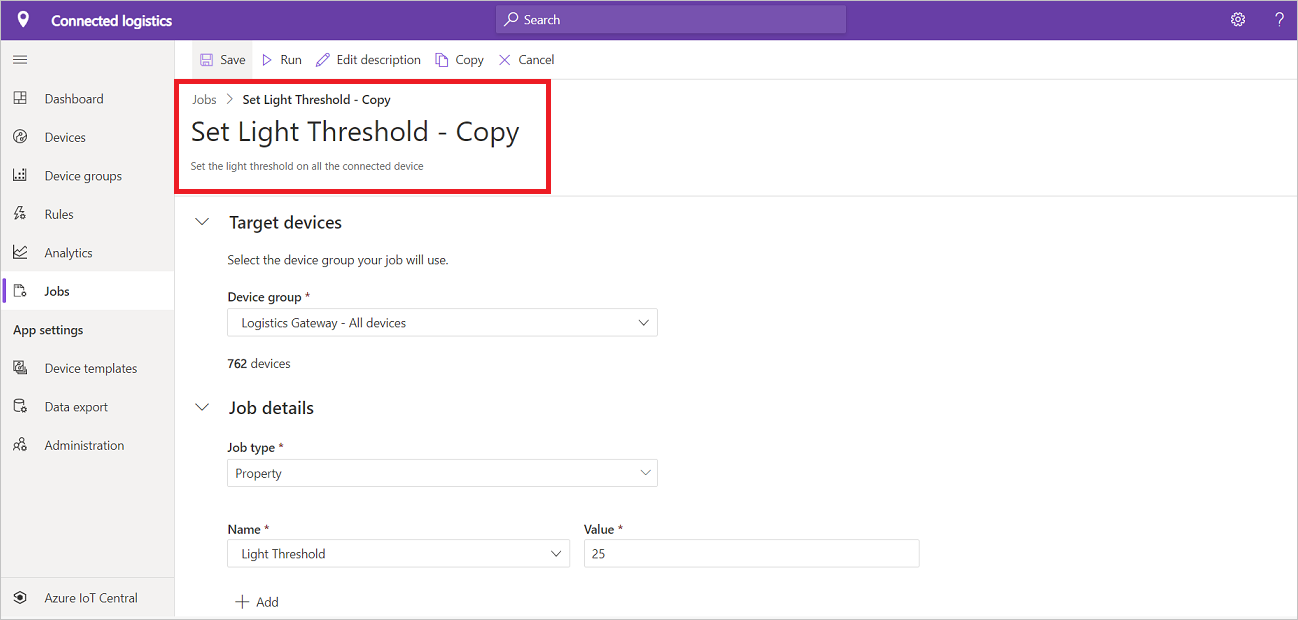 Connected logistics
Search
?
Save Run Edit description Copy Cancel
Dashboard
Devices
Device groups
Rules
Analytics
Jobs
App settings
Device templates
Data export
Administration
Azure IoT Central
Jobs > Set Light Threshold - Copy
Set Light Threshold - Copy
Set the light threshold on all the connected device
Target devices
Select the device group your job will use.
Device group *
Logistics Gateway - All devices
762 devices
Job details
Job type *
Property
Name * Value *
Light Threshold 25
+ Add